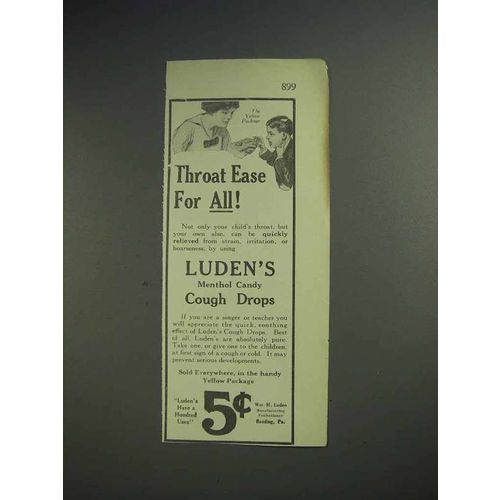 899
The
Yellow
Package
Throat Ease
For All!
Not only your child's throat, but
your own also, can be quickly
relieved from strain, irritation, or
hoarseness, by using
LUDEN'S
Menthol Candy
Cough Drops
If you are a singer or teacher you
will appreciate the quick, soothing
effect of Luden's Cough Drops. Best
of all, Luden's are absolutely pure.
Take one, or give one to the children,
at first sign of a cough or cold. It may
prevent serious developments.
Sold Everywhere, in the handy
Yellow Package
"Luden's
Have a
Hundred
Uses"
5¢
Wm. H. Luden
Manufacturing
Confectioner
Reading, Pa.